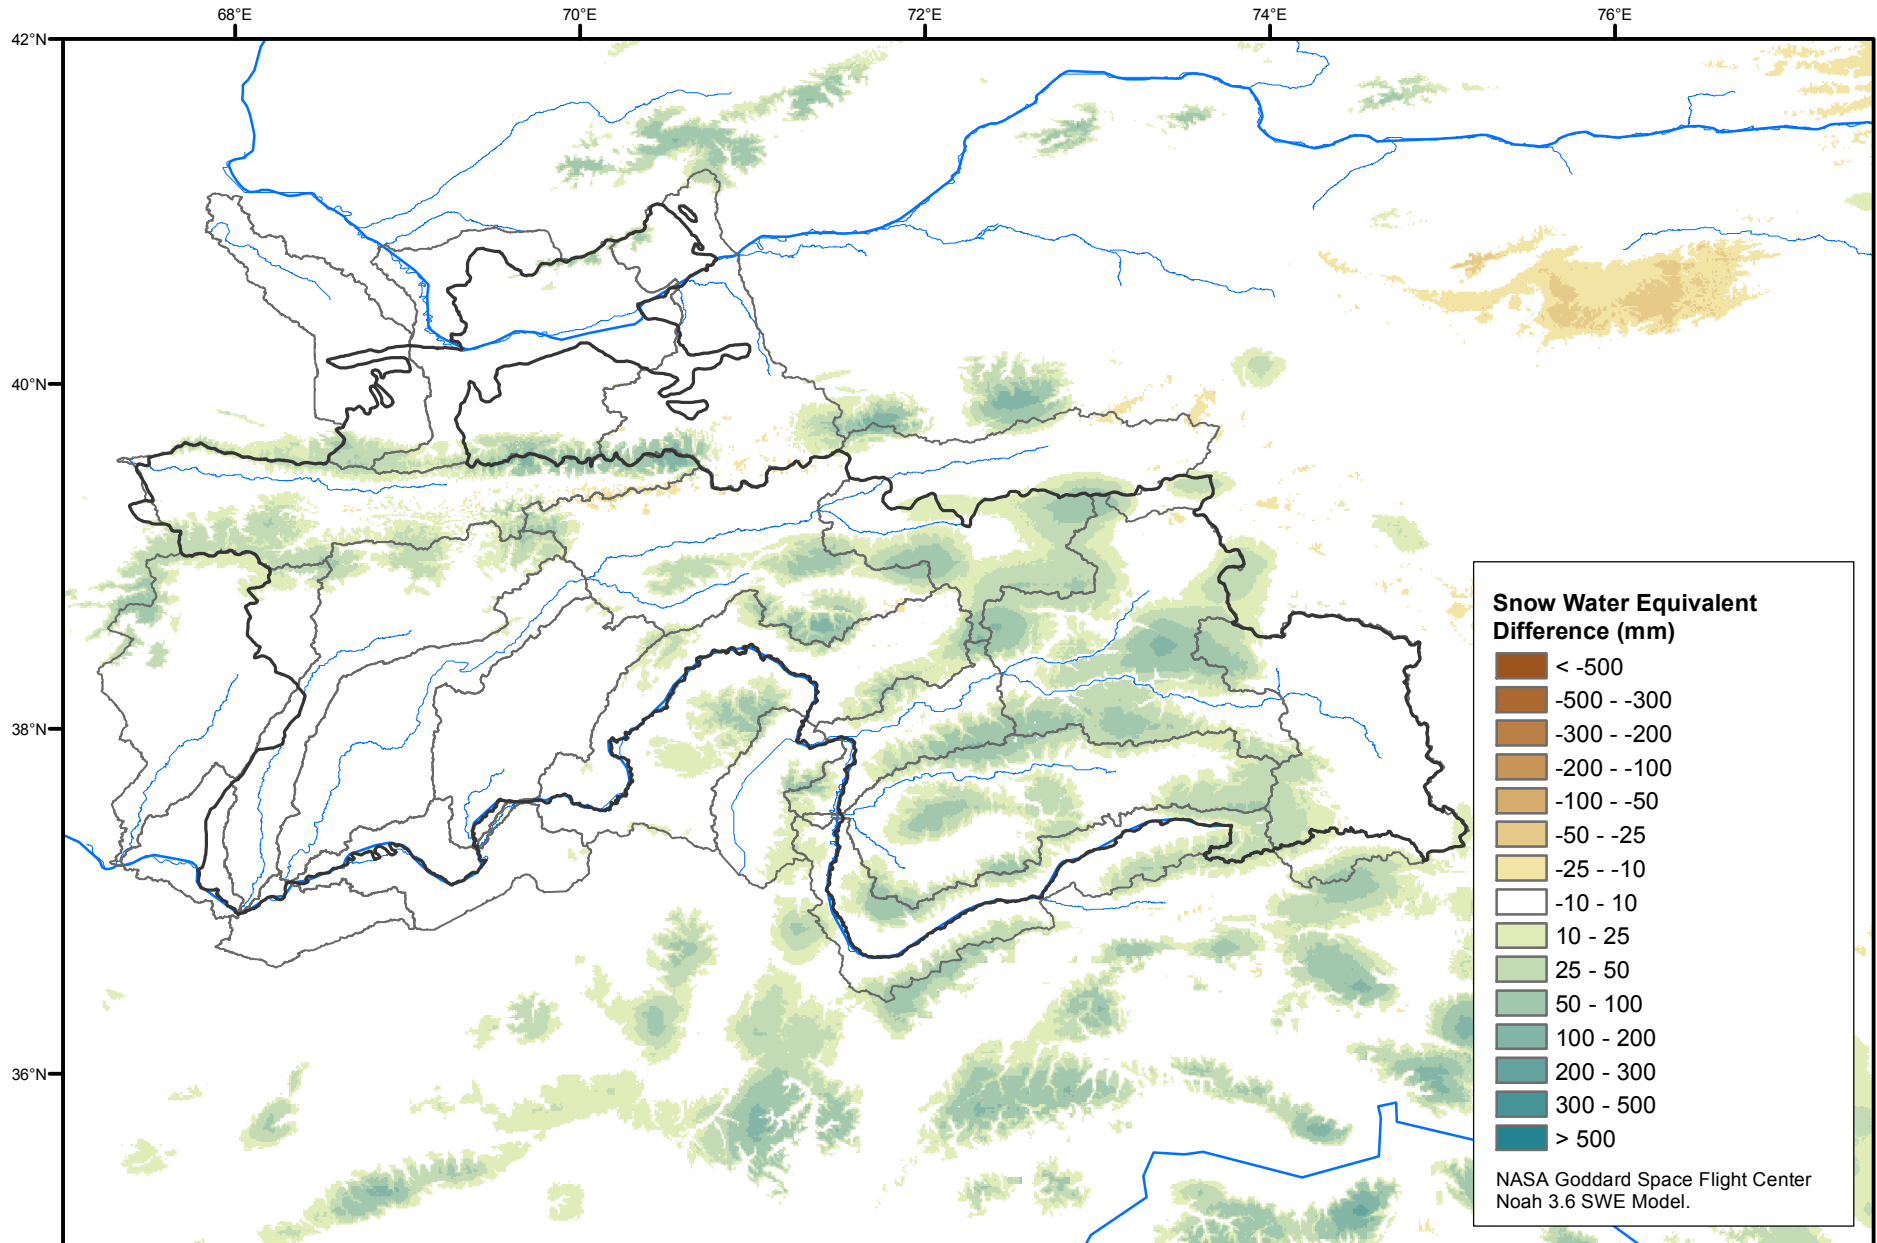 68°E
70°E
72°E
74°E
76°E
42°N
40°N
38°N
36°N
Snow Water Equivalent
Difference (mm)
< -500
-500 - -300
-300 - -200
-200 - -100
-100 - -50
-50 - -25
-25 - -10
-10 - 10
10 - 25
25 - 50
50 - 100
100 - 200
200 - 300
300 - 500
> 500
NASA Goddard Space Flight Center
Noah 3.6 SWE Model.